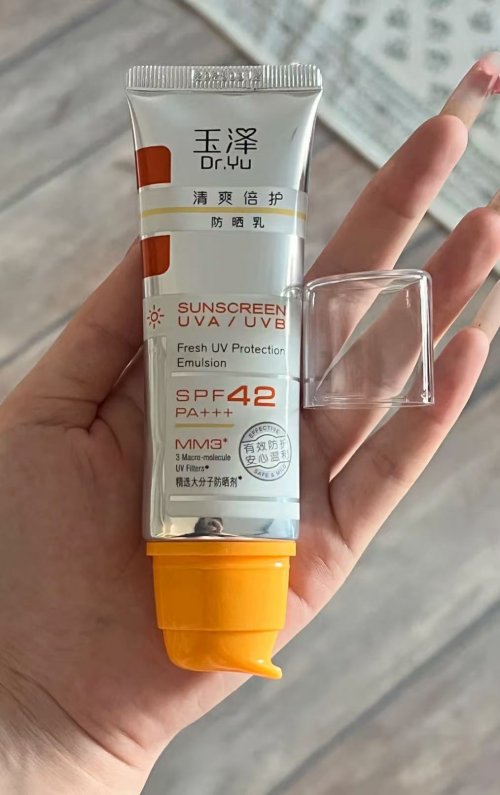 玉泽
Dr.Yu
清爽倍护
防晒乳
SUNSCREEN
UVA / UVB
Fresh UV Protection
Emulsion
SPF42
PA+++
MM3*
3 Macro-molecule
UV Filters*
精选大分子防晒剂*
EFFECTIVE
有效防护
安心温和
SAFE & MILD